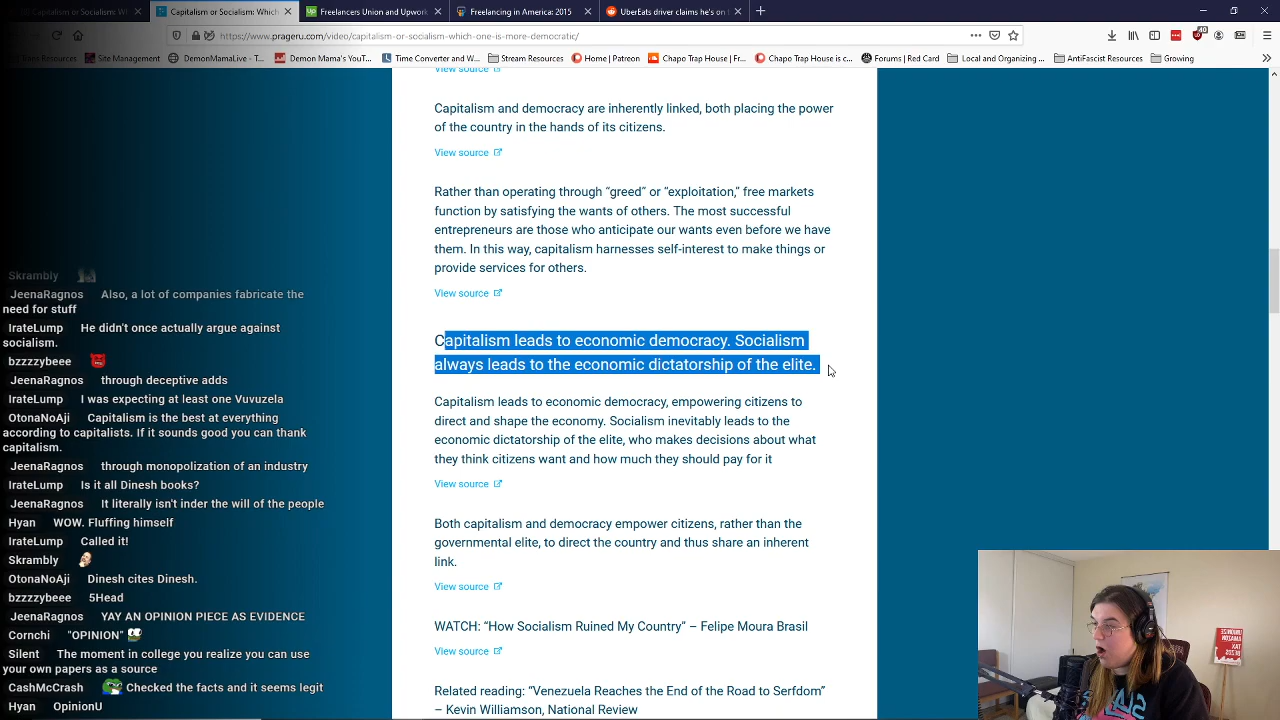 Capitalism or Socialism: Wh
Capitalism or Socialism: Which
Freelancers Union and Upwork
Freelancing in America: 2015
UberEats driver claims he's on
https://www.prageru.com/video/capitalism-or-socialism-which-one-is-more-democratic/
Site Management
DemonMamaLive - T...
Demon Mama's YouT...
Time Converter and W...
Stream Resources
Home | Patreon
Chapo Trap House | Fr...
Chapo Trap House is c...
Forums | Red Card
Local and Organizing ...
AntiFascist Resources
Growing
View source
Capitalism and democracy are inherently linked, both placing the power
of the country in the hands of its citizens.
View source
Rather than operating through “greed” or “exploitation,” free markets
function by satisfying the wants of others. The most successful
entrepreneurs are those who anticipate our wants even before we have
them. In this way, capitalism harnesses self-interest to make things or
provide services for others.
View source
Capitalism leads to economic democracy. Socialism
always leads to the economic dictatorship of the elite.
Capitalism leads to economic democracy, empowering citizens to
direct and shape the economy. Socialism inevitably leads to the
economic dictatorship of the elite, who makes decisions about what
they think citizens want and how much they should pay for it
View source
Both capitalism and democracy empower citizens, rather than the
governmental elite, to direct the country and thus share an inherent
link.
View source
WATCH: “How Socialism Ruined My Country” – Felipe Moura Brasil
View source
Related reading: “Venezuela Reaches the End of the Road to Serfdom”
– Kevin Williamson, National Review
Skrambly
JeenaRagnos Also, a lot of companies fabricate the
need for stuff
IrateLump He didn't once actually argue against
socialism.
bzzzzybeee
JeenaRagnos through deceptive adds
IrateLump I was expecting at least one Vuvuzela
OtonaNoAji Capitalism is the best at everything
according to capitalists. If it sounds good you can thank
capitalism.
JeenaRagnos through monopolization of an industry
IrateLump Is it all Dinesh books?
JeenaRagnos It literally isn't inder the will of the people
Hyan WOW. Fluffing himself
IrateLump Called it!
Skrambly
OtonaNoAji Dinesh cites Dinesh.
bzzzzybeee 5Head
JeenaRagnos YAY AN OPINION PIECE AS EVIDENCE
Cornchi "OPINION"
Silent The moment in college you realize you can use
your own papers as a source
CashMcCrash Checked the facts and it seems legit
Hyan OpinionU